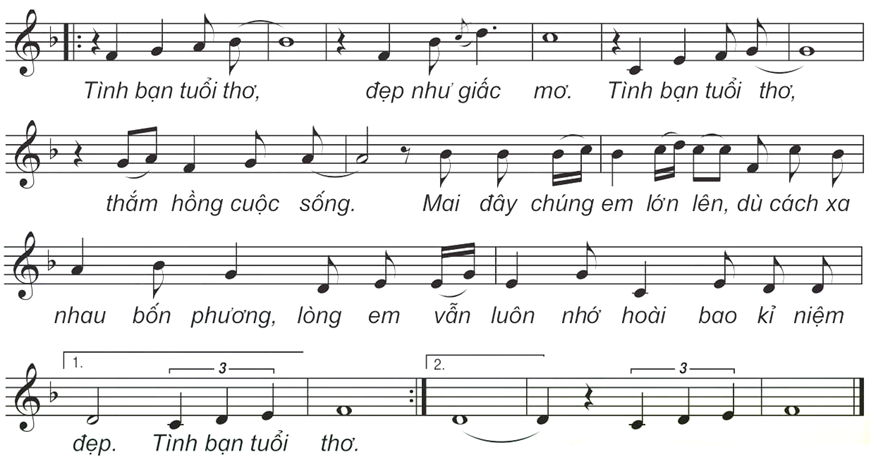 Tình bạn tuổi thơ, đẹp như giấc mơ. Tình bạn tuổi thơ,
thắm hồng cuộc sống. Mai đây chúng em lớn lên, dù cách xa
nhau bốn phương, lòng em vẫn luôn nhớ hoài bao kỉ niệm
1. 3 2. 3
đẹp. Tình bạn tuổi thơ.